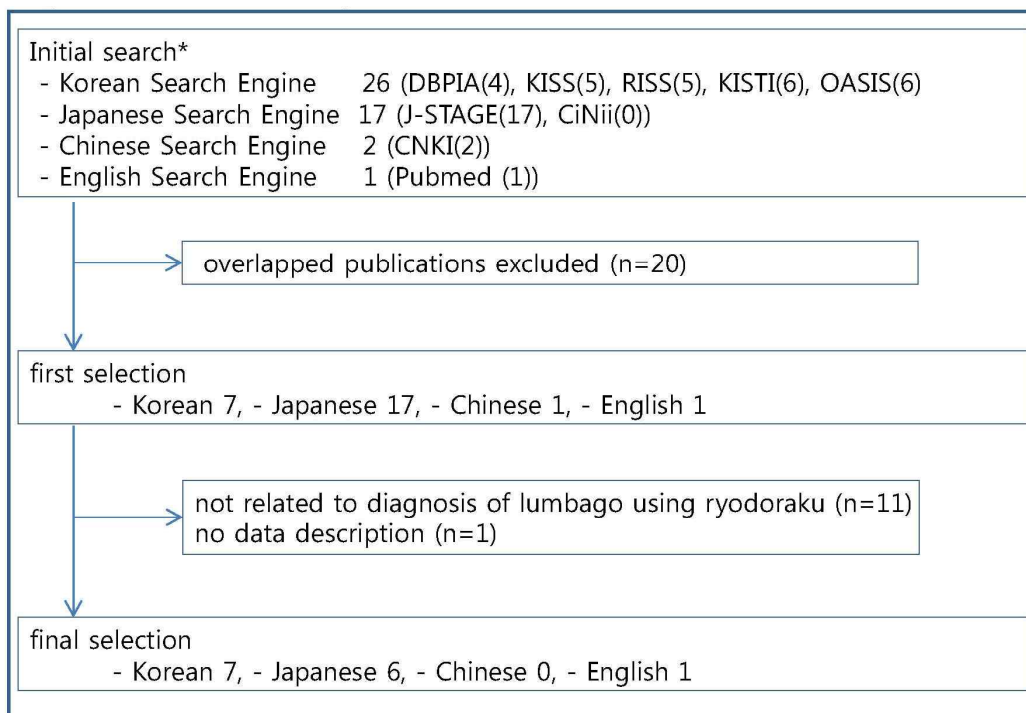 Initial search*
- Korean Search Engine 26 (DBPIA(4), KISS(5), RISS(5), KISTI(6), OASIS(6)
- Japanese Search Engine 17 (J-STAGE(17), CiNii(0))
- Chinese Search Engine 2 (CNKI(2))
- English Search Engine 1 (Pubmed (1))
overlapped publications excluded (n=20)
first selection
- Korean 7, - Japanese 17, - Chinese 1, - English 1
not related to diagnosis of lumbago using ryodoraku (n=11)
no data description (n=1)
final selection
- Korean 7, - Japanese 6, - Chinese 0, - English 1